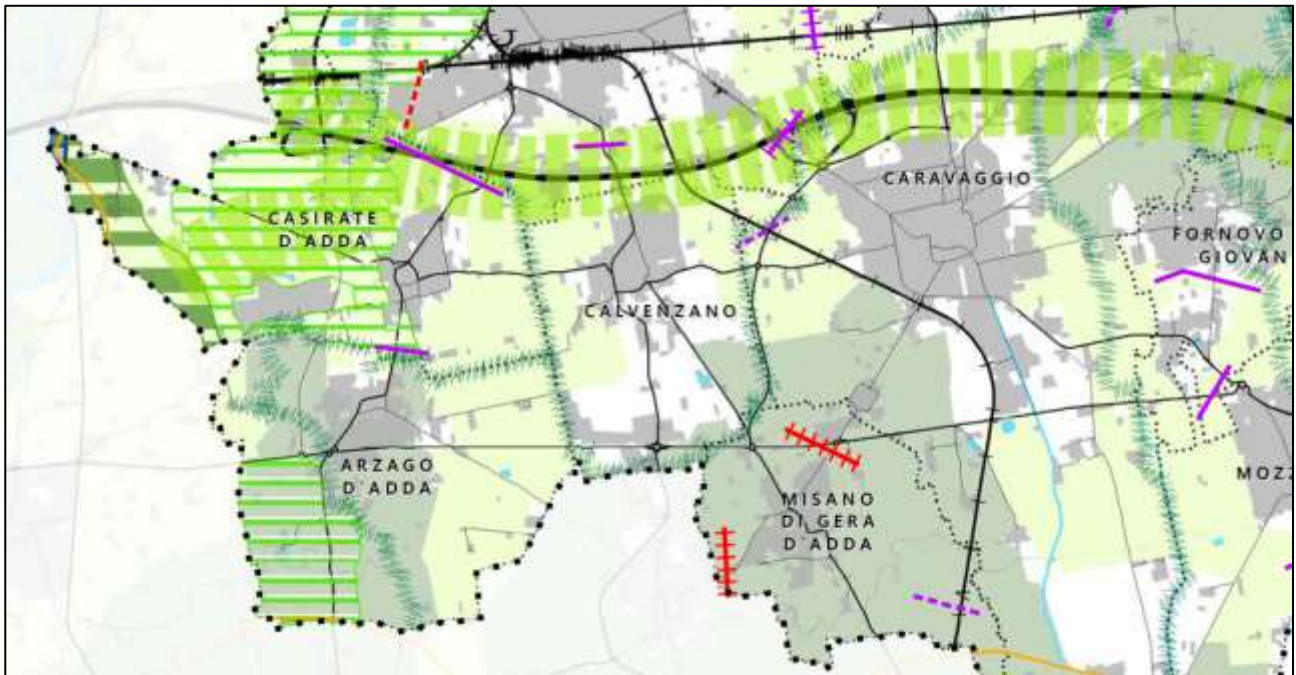 CARAVAGGIO
CASIRATE
D'ADDA
FORNOVO
GIOVAN
CALVENZANO
ARZAGO
D'ADDA
MOZZ
MISANO
DI GERA
D'ADDA